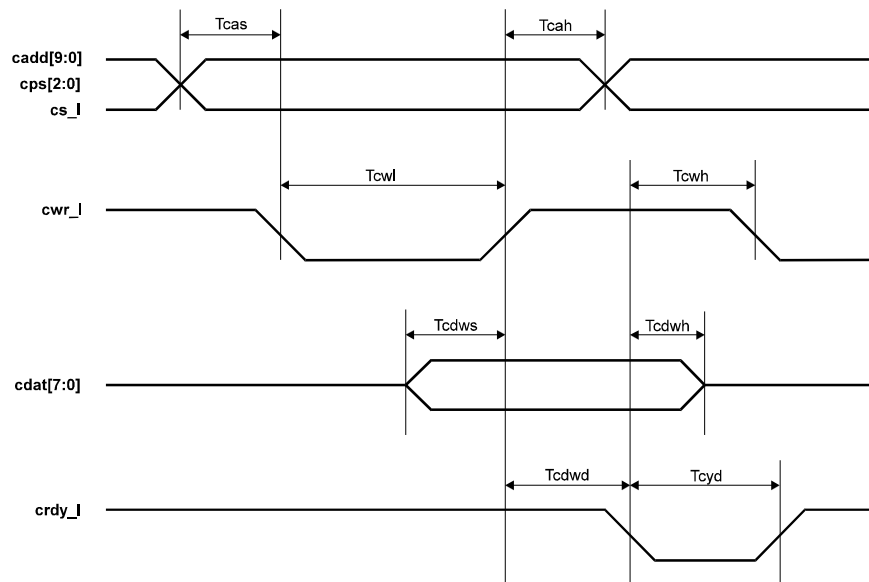 Tcas
Tcah
cadd[9:0]
cps[2:0]
cs_l
Tcwl
Tcwh
cwr_l
Tcdws
Tcdwh
cdat[7:0]
Tcdwd
Tcyd
crdy_l